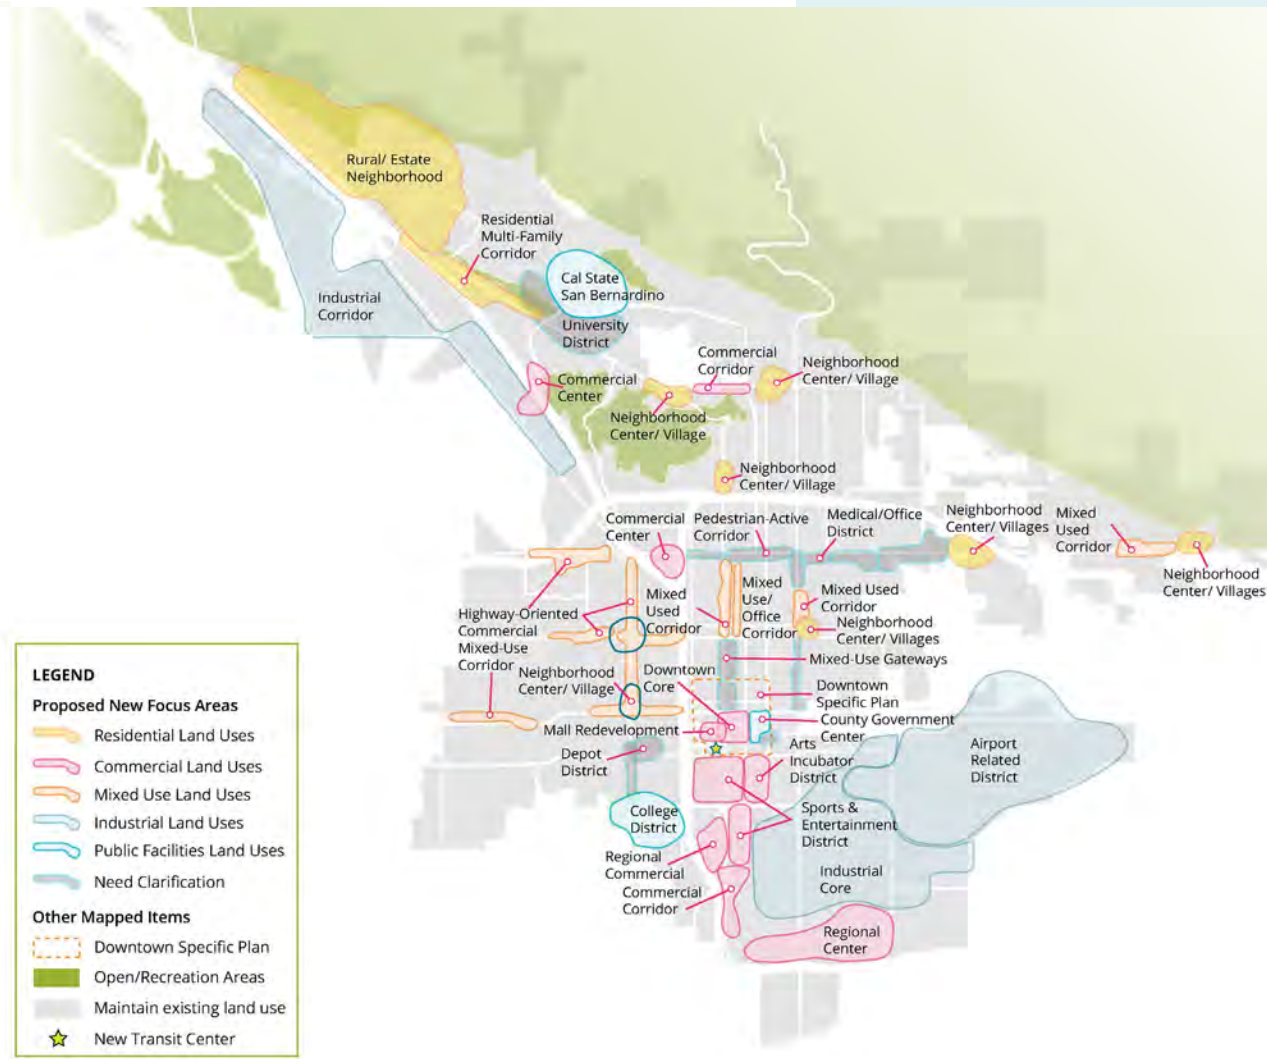 Rural/ Estate
Neighborhood
Residential
Multi-Family
Corridor
Cal State
San Bernardino
Industrial
Corridor
University
District
Commercial
Corridor
Neighborhood
Center/ Village
Commercial
Center
Neighborhood
Center/ Village
Neighborhood
Center/ Village
Commercial
Center
Pedestrian-Active
Corridor
Medical/Office
District
Neighborhood
Center/ Villages
Mixed
Used
Corridor
Neighborhood
Center/ Villages
Highway-Oriented
Commercial
Mixed-Use
Corridor
Mixed
Used
Corridor
Mixed
Use/
Office
Corridor
Mixed Used
Corridor
Neighborhood
Center/ Villages
Mixed-Use Gateways
Neighborhood
Center/ Village
Downtown
Core
Downtown
Specific Plan
County Government
Center
Mall Redevelopment
Depot
District
Arts
Incubator
District
Airport
Related
District
College
District
Sports &
Entertainment
District
Regional
Commercial
Commercial
Corridor
Industrial
Core
Regional
Center
LEGEND
Proposed New Focus Areas
Residential Land Uses
Commercial Land Uses
Mixed Use Land Uses
Industrial Land Uses
Public Facilities Land Uses
Need Clarification
Other Mapped Items
Downtown Specific Plan
Open/Recreation Areas
Maintain existing land use
New Transit Center